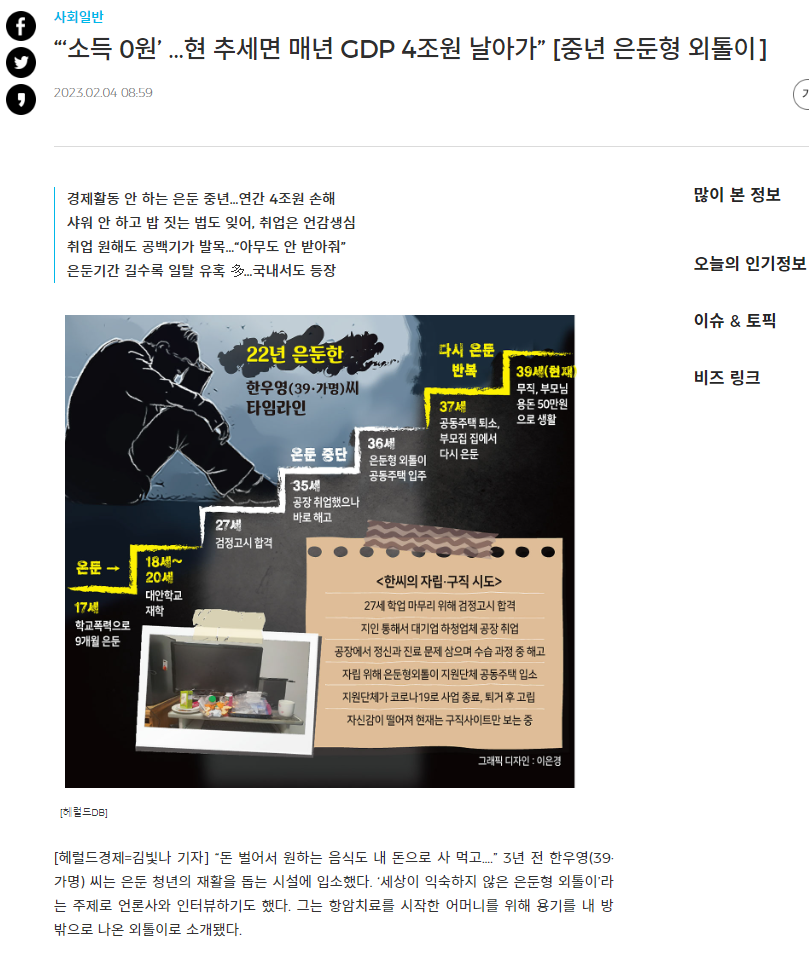 사회일반
“‘소득 0원’ …현 추세면 매년 GDP 4조원 날아가” [중년 은둔형 외톨이]
2023.02.04 08:59
경제활동 안 하는 은둔 중년…연간 4조원 손해
샤워 안 하고 밥 짓는 법도 잊어, 취업은 언감생심
취업 원해도 공백기가 발목…“아무도 안 받아줘”
은둔기간 길수록 일탈 유혹 多…국내서도 등장
많이 본 정보
오늘의 인기정보
이슈 & 토픽
비즈 링크
22년 은둔한
한우영(39·가명)씨
타임라인
은둔 →
17세
학교폭력으로
9개월 은둔
18세~
20세
대안학교
재학
27세
검정고시 합격
은둔 중단
35세
공장 취업했으나
바로 해고
36세
은둔형 외톨이
공동주택 입주
다시 은둔
반복
37세
공동주택 퇴소,
부모집 집에서
다시 은둔
39세(현재)
무직, 부모님
용돈 50만원
으로 생활
<한씨의 자립·구직 시도>
27세 학업 마무리 위해 검정고시 합격
지인 통해서 대기업 하청업체 공장 취업
공장에서 정신과 진료 문제 삼으며 수습 과정 중 해고
자립 위해 은둔형외톨이 지원단체 공동주택 입소
지원단체가 코로나19로 사업 종료, 퇴거 후 고립
자신감이 떨어져 현재는 구직사이트만 보는 중
그래픽 디자인 : 이은경
[헤럴드DB]
[헤럴드경제=김빛나 기자] “돈 벌어서 원하는 음식도 내 돈으로 사 먹고….” 3년 전 한우영(39·
가명) 씨는 은둔 청년의 재활을 돕는 시설에 입소했다. ‘세상이 익숙하지 않은 은둔형 외톨이’라
는 주제로 언론사와 인터뷰하기도 했다. 그는 항암치료를 시작한 어머니를 위해 용기를 내 방
밖으로 나온 외톨이로 소개됐다.